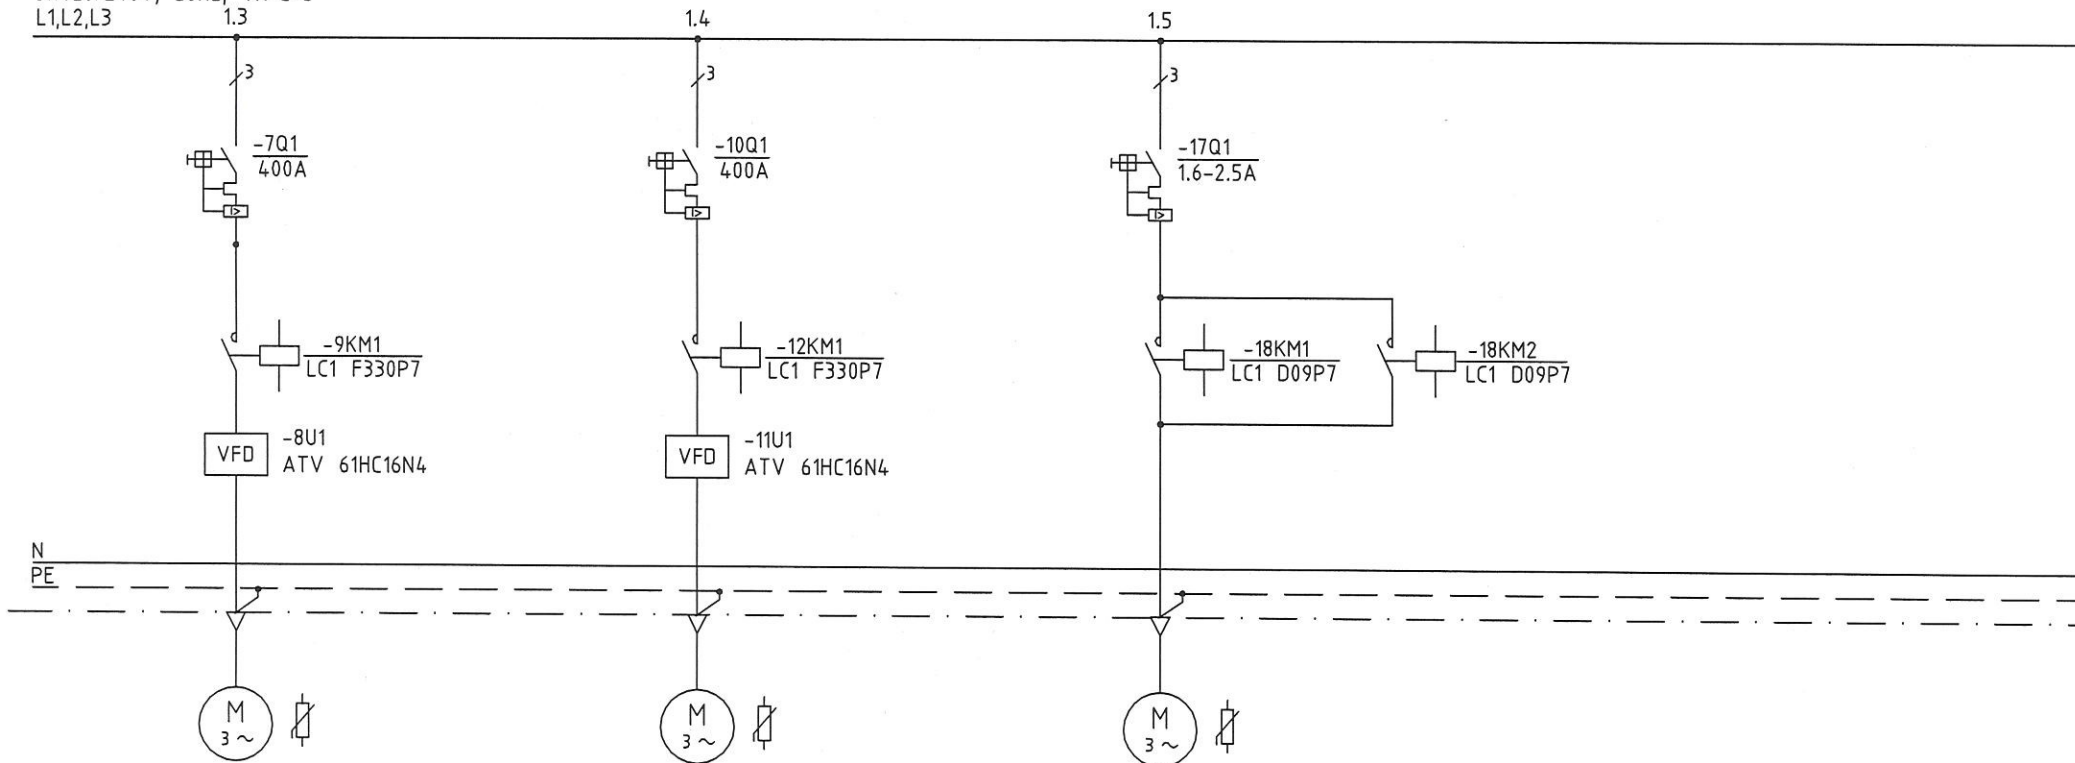 L1,L2,L3
1.3
1.4
1.5
3
3
3
-7Q1
400A
-10Q1
400A
-17Q1
1.6-2.5A
I>
I>
I>
-9KM1
LC1 F330P7
-12KM1
LC1 F330P7
-18KM1
LC1 D09P7
-18KM2
LC1 D09P7
VFD
-8U1
ATV 61HC16N4
VFD
-11U1
ATV 61HC16N4
N
PE
M
3~
M
3~
M
3~